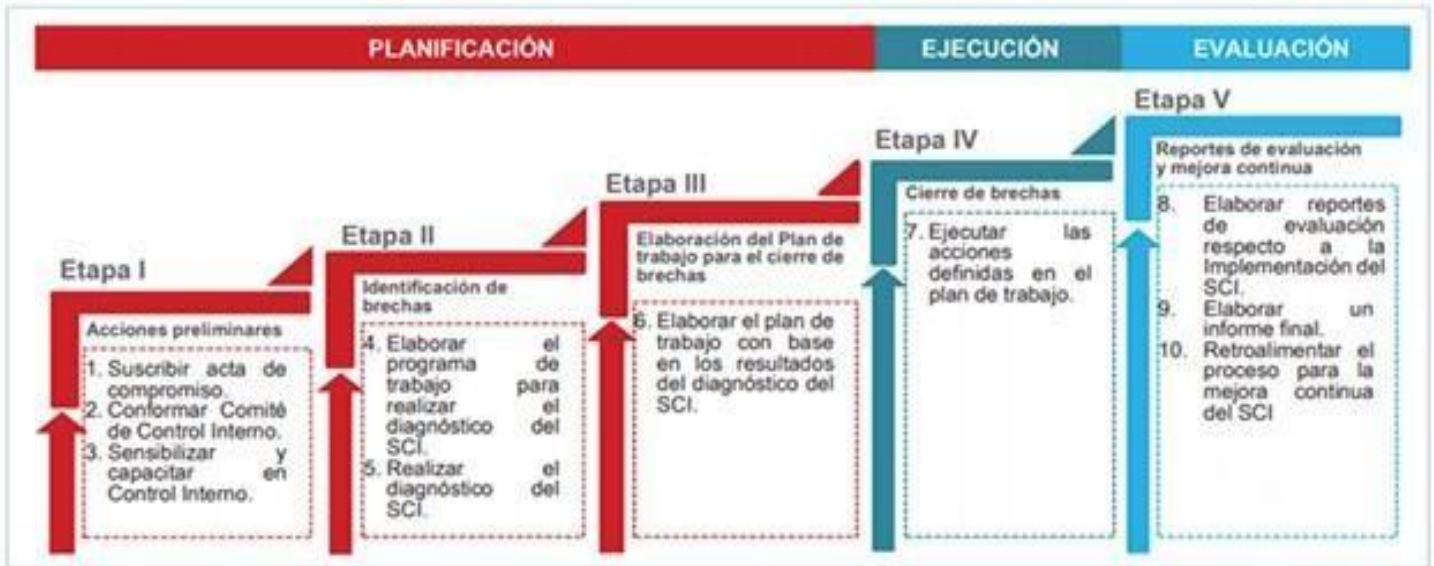 PLANIFICACIÓN
EJECUCIÓN
EVALUACIÓN
Etapa I
Acciones preliminares
1. Suscribir acta de
compromiso.
2. Conformar Comité
de Control Interno.
3. Sensibilizar y
capacitar en
Control Interno.
Etapa II
Identificación de
brechas
4. Elaborar el
programa de
trabajo para
realizar el
diagnóstico del
SCI.
5. Realizar el
diagnóstico del
SCI.
Etapa III
Elaboración del Plan de
trabajo para el cierre de
brechas
6. Elaborar el plan de
trabajo con base
en los resultados
del diagnóstico del
SCI.
Etapa IV
Cierre de brechas
7. Ejecutar las
acciones
definidas en el
plan de trabajo.
Etapa V
Reportes de evaluación
y mejora continua
8. Elaborar reportes
de evaluación
respecto a la
Implementación del
SCI.
9. Elaborar un
informe final.
10. Retroalimentar el
proceso para la
mejora continua
del SCI